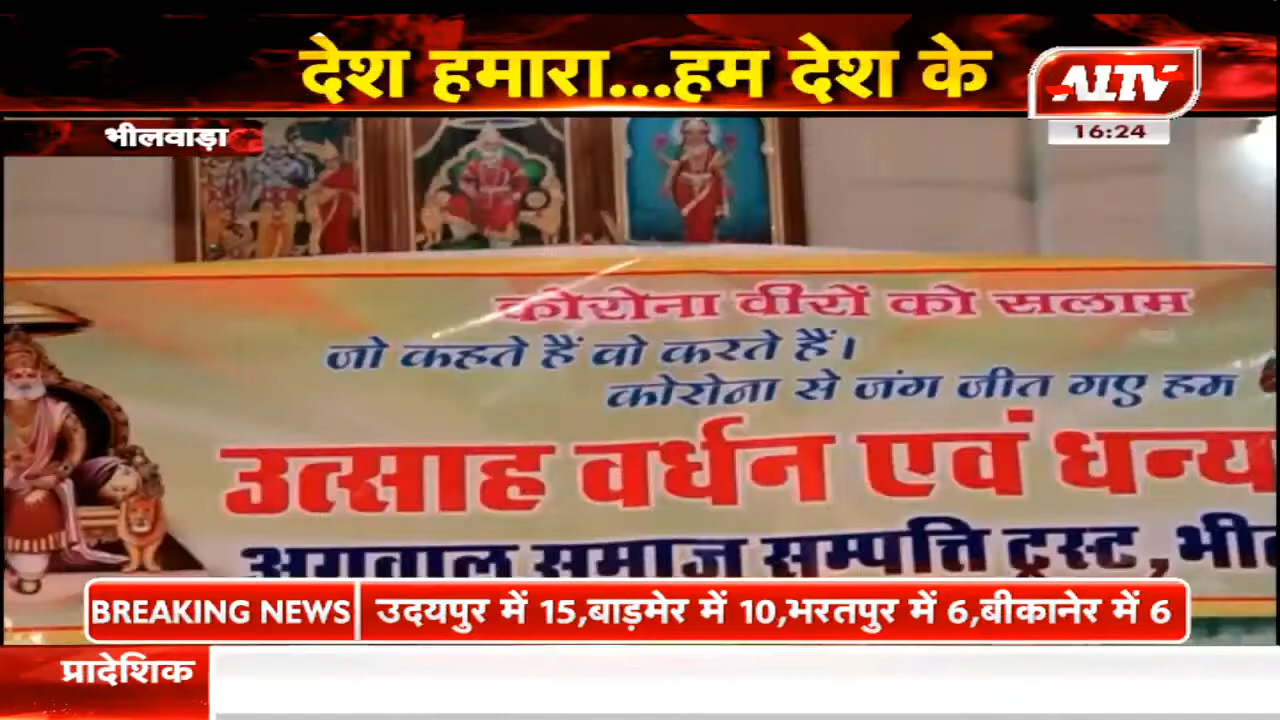 देश हमारा...हम देश के
ALTV
16:24
भीलवाड़ा
कोरोना वीरों को सलाम
जो कहते हैं वो करते हैं।
कोरोना से जंग जीत गए हम
उत्साह वर्धन एवं धन्य
अग्रवाल समाज सम्पत्ति ट्रस्ट, भी
BREAKING NEWS
उदयपुर में 15,बाड़मेर में 10,भरतपुर में 6,बीकानेर में 6
प्रादेशिक